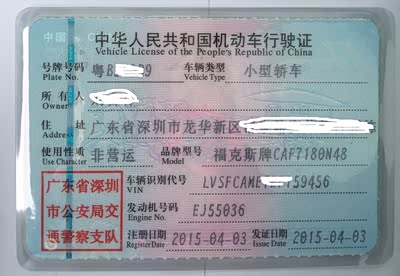 中华人民共和国机动车行驶证
Vehicle License of the People's Republic of China
号牌号码 粤B 9 车辆类型 小型轿车
Plate No. Vehicle Type
所有人
Owner
住址 广东省深圳市龙华新区
Address
使用性质 非营运 品牌型号 福克斯牌CAF7180N48
Use Character Model
车辆识别代号 LVSFCAME 59456
VIN
发动机号码 EJ55036
Engine No.
注册日期 2015-04-03 发证日期 2015-04-03
Register Date Issue Date
广东省深圳
市公安局交
通警察支队